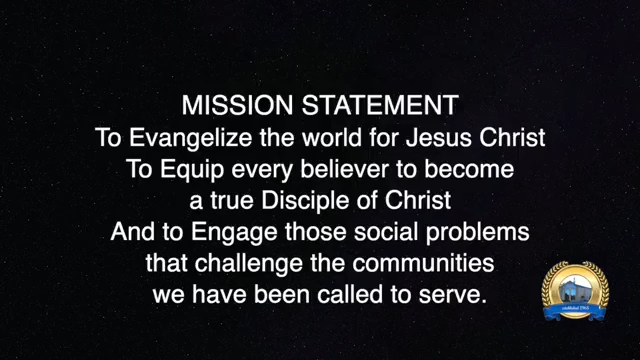 MISSION STATEMENT
To Evangelize the world for Jesus Christ
To Equip every believer to become
a true Disciple of Christ
And to Engage those social problems
that challenge the communities
we have been called to serve.